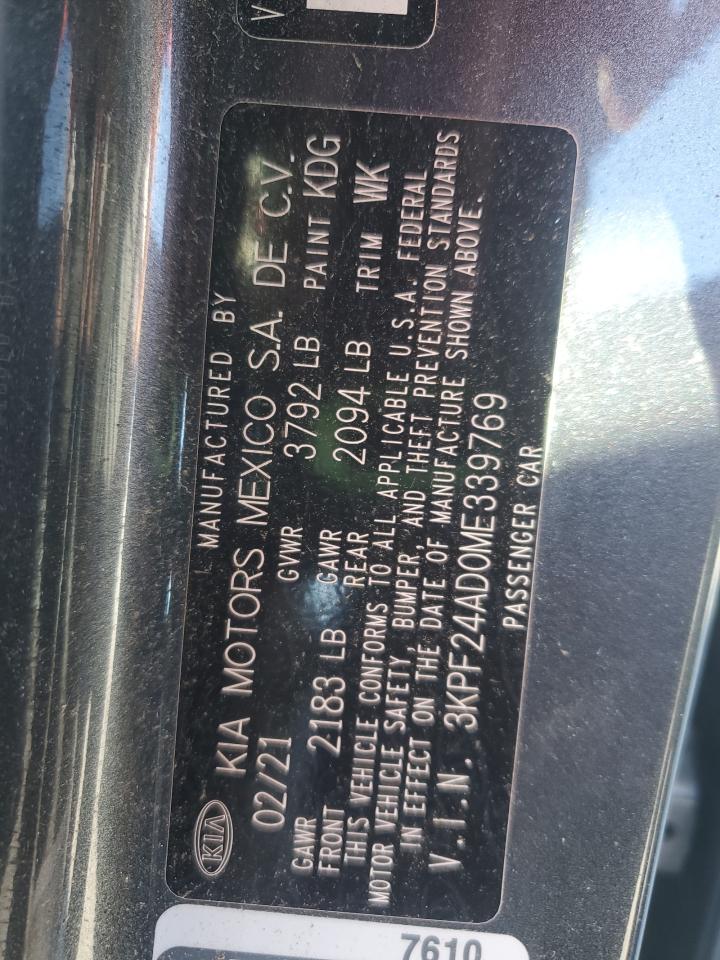 V
MANUFACTURED BY
KIA KIA MOTORS MEXICO S.A. DE C.V.
02/21 GVWR 3792 LB PAINT KDG
GAWR FRONT 2183 LB GAWR REAR 2094 LB TRIM WK
THIS VEHICLE CONFORMS TO ALL APPLICABLE U.S.A. FEDERAL
MOTOR VEHICLE SAFETY, BUMPER, AND THEFT PREVENTION STANDARDS
IN EFFECT ON THE DATE OF MANUFACTURE SHOWN ABOVE.
V.I.N. 3KPF24AD0ME339769
PASSENGER CAR
7610